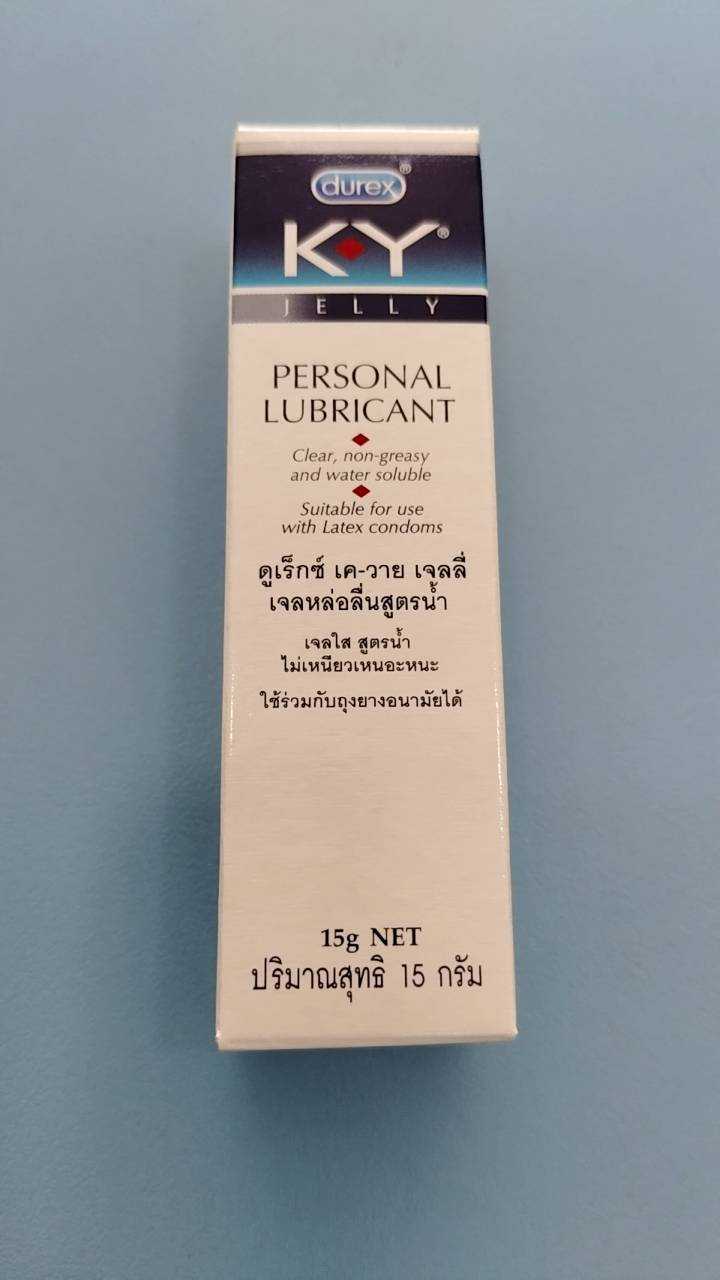 durex®
K•Y®
JELLY
PERSONAL
LUBRICANT
Clear, non-greasy
and water soluble
Suitable for use
with Latex condoms
ดูเร็กซ์ เค-วาย เจลลี่
เจลหล่อลื่นสูตรน้ำ
เจลใส สูตรน้ำ
ไม่เหนียวเหนอะหนะ
ใช้ร่วมกับถุงยางอนามัยได้
15g NET
ปริมาณสุทธิ 15 กรัม